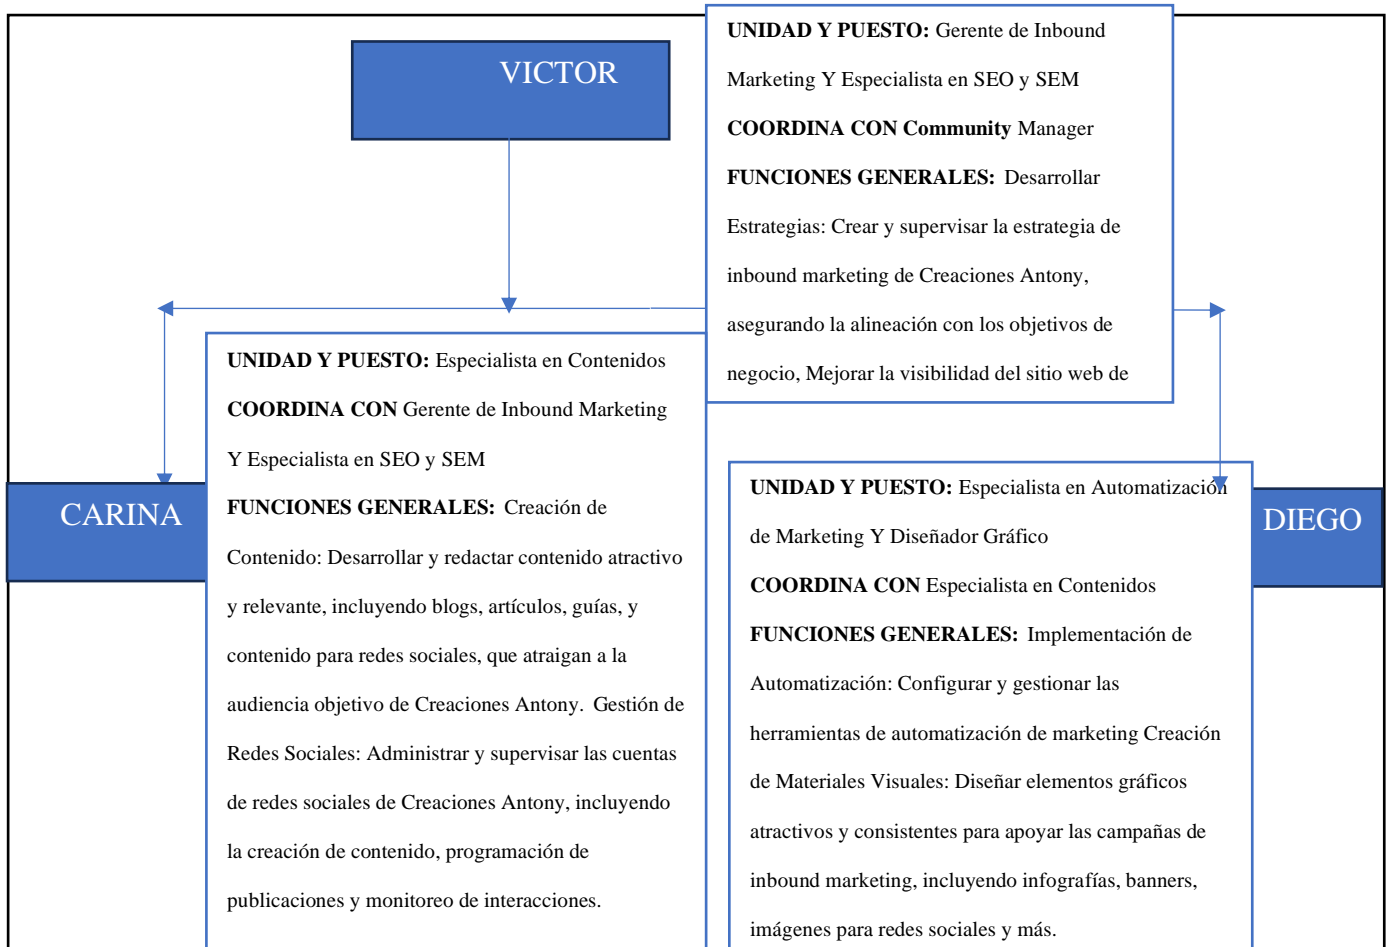 VICTOR
UNIDAD Y PUESTO: Gerente de Inbound
Marketing Y Especialista en SEO y SEM
COORDINA CON Community Manager
FUNCIONES GENERALES: Desarrollar
Estrategias: Crear y supervisar la estrategia de
inbound marketing de Creaciones Antony,
asegurando la alineación con los objetivos de
negocio, Mejorar la visibilidad del sitio web de
CARINA
UNIDAD Y PUESTO: Especialista en Contenidos
COORDINA CON Gerente de Inbound Marketing
Y Especialista en SEO y SEM
FUNCIONES GENERALES: Creación de
Contenido: Desarrollar y redactar contenido atractivo
y relevante, incluyendo blogs, artículos, guías, y
contenido para redes sociales, que atraigan a la
audiencia objetivo de Creaciones Antony. Gestión de
Redes Sociales: Administrar y supervisar las cuentas
de redes sociales de Creaciones Antony, incluyendo
la creación de contenido, programación de
publicaciones y monitoreo de interacciones.
UNIDAD Y PUESTO: Especialista en Automatización
de Marketing Y Diseñador Gráfico
COORDINA CON Especialista en Contenidos
FUNCIONES GENERALES: Implementación de
Automatización: Configurar y gestionar las
herramientas de automatización de marketing Creación
de Materiales Visuales: Diseñar elementos gráficos
atractivos y consistentes para apoyar las campañas de
inbound marketing, incluyendo infografías, banners,
imágenes para redes sociales y más.
DIEGO